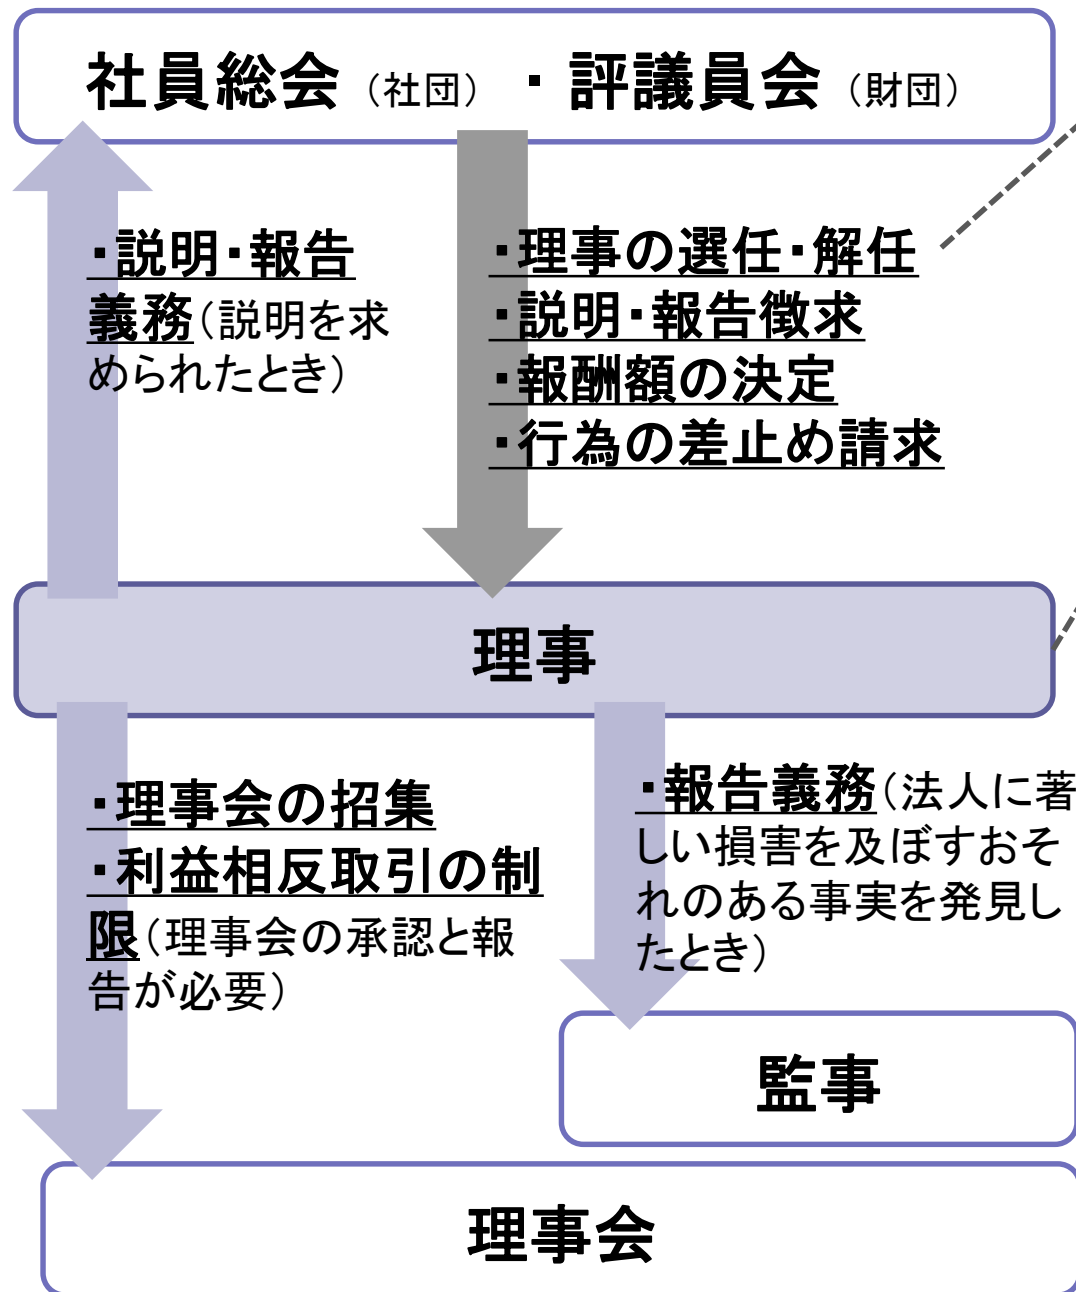 社員総会（社団）・評議員会（財団）
・説明・報告
義務（説明を求
められたとき）
・理事の選任・解任
・説明・報告徴求
・報酬額の決定
・行為の差止め請求
理事
・理事会の招集
・利益相反取引の制
限（理事会の承認と報
告が必要）
・報告義務（法人に著
しい損害を及ぼすおそ
れのある事実を発見し
たとき）
監事
理事会